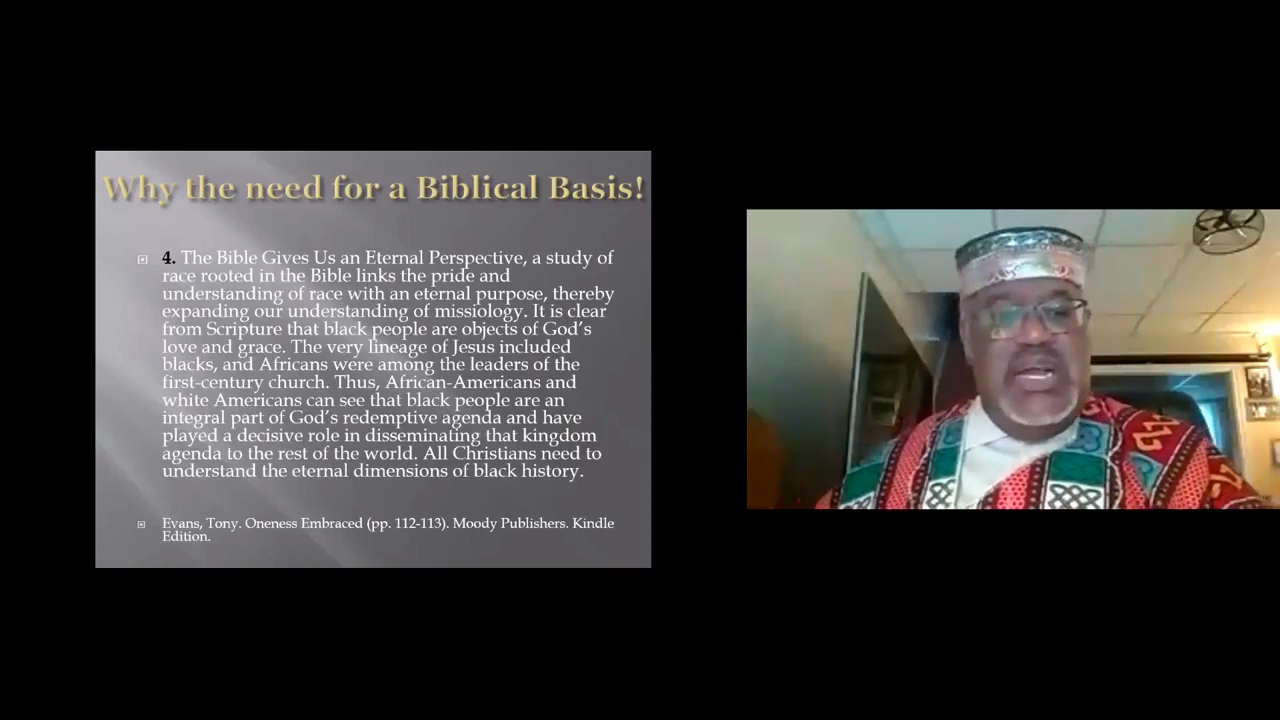 Why the need for a Biblical Basis!
4. The Bible Gives Us an Eternal Perspective, a study of
race rooted in the Bible links the pride and
understanding of race with an eternal purpose, thereby
expanding our understanding of missiology. It is clear
from Scripture that black people are objects of God's
love and grace. The very lineage of Jesus included
blacks, and Africans were among the leaders of the
first-century church. Thus, African-Americans and
white Americans can see that black people are an
integral part of God's redemptive agenda and have
played a decisive role in disseminating that kingdom
agenda to the rest of the world. All Christians need to
understand the eternal dimensions of black history.
Evans, Tony. Oneness Embraced (pp. 112-113). Moody Publishers. Kindle
Edition.